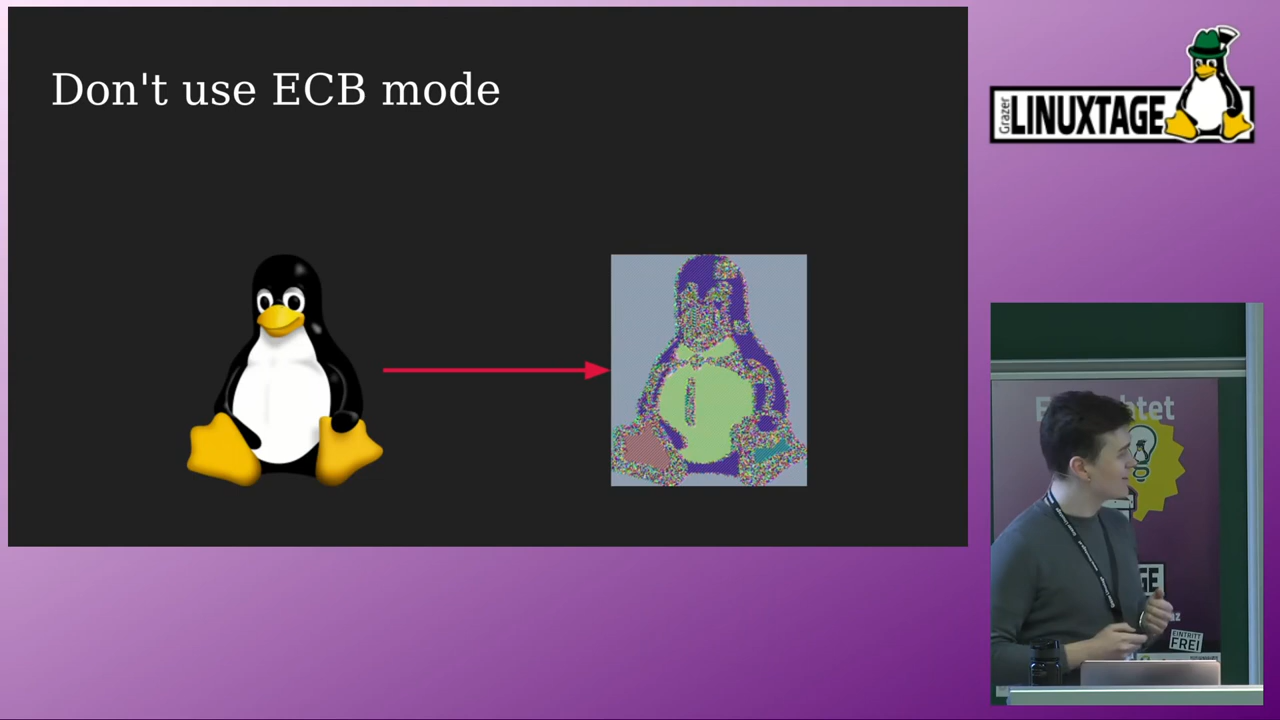 Don't use ECB mode
Grazer
LINUXTAGE
EINTRITT
FREI